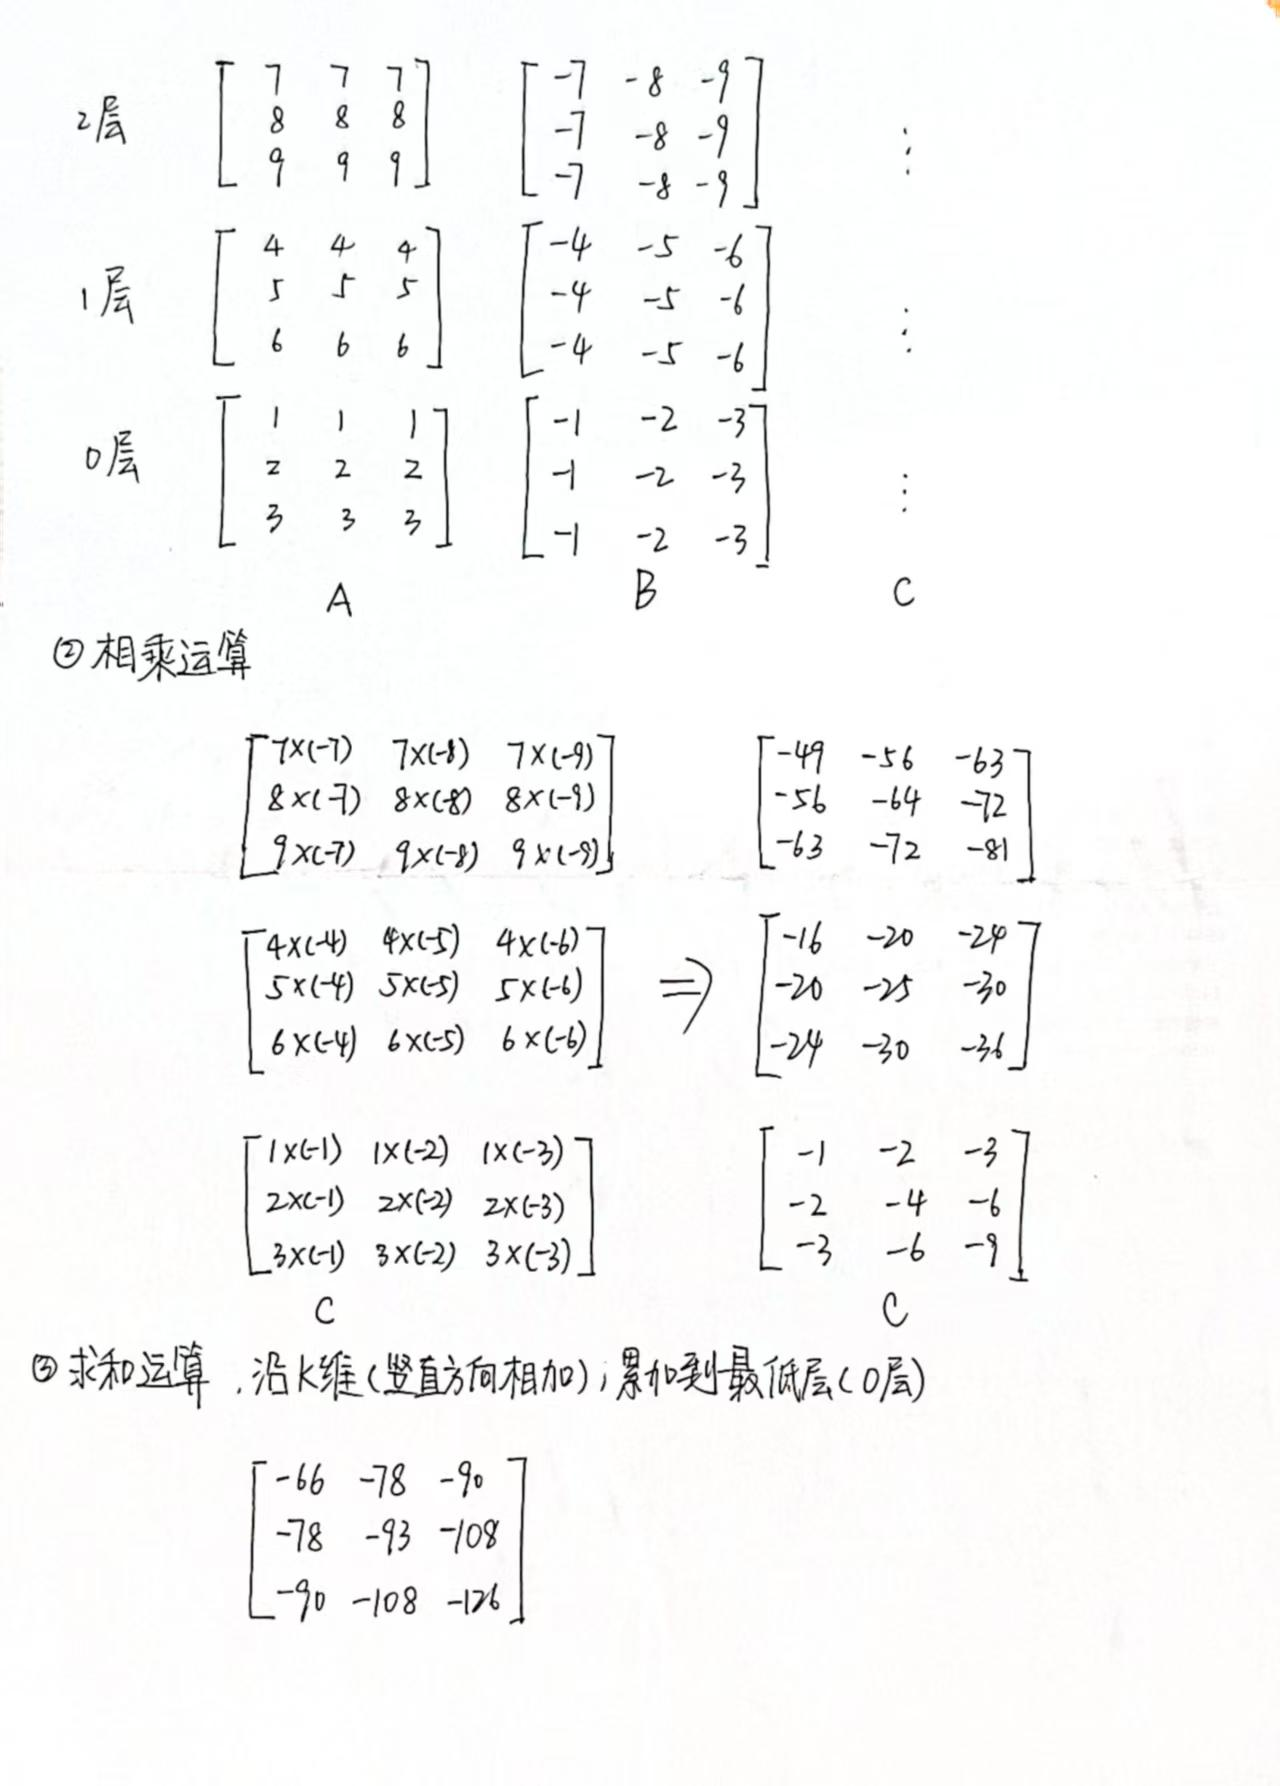 2层 [ 7 7 7 [ -7 -8 -9
8 8 8 -7 -8 -9
9 9 9 ] -7 -8 -9 ] ⋮
1层 [ 4 4 4 [ -4 -5 -6
5 5 5 -4 -5 -6
6 6 6 ] -4 -5 -6 ] ⋮
0层 [ 1 1 1 [ -1 -2 -3
2 2 2 -1 -2 -3
3 3 3 ] -1 -2 -3 ] ⋮
A B C
②相乘运算
[ 7×(-7) 7×(-8) 7×(-9) [ -49 -56 -63
8×(-7) 8×(-8) 8×(-9) -56 -64 -72
9×(-7) 9×(-8) 9×(-9) ] -63 -72 -81 ]
[ 4×(-4) 4×(-5) 4×(-6) [ -16 -20 -24
5×(-4) 5×(-5) 5×(-6) ⇒ -20 -25 -30
6×(-4) 6×(-5) 6×(-6) ] -24 -30 -36 ]
[ 1×(-1) 1×(-2) 1×(-3) [ -1 -2 -3
2×(-1) 2×(-2) 2×(-3) -2 -4 -6
3×(-1) 3×(-2) 3×(-3) ] -3 -6 -9 ]
C C
③求和运算,沿K维(竖直方向相加),累加到最低层(0层)
[ -66 -78 -90
-78 -93 -108
-90 -108 -126 ]